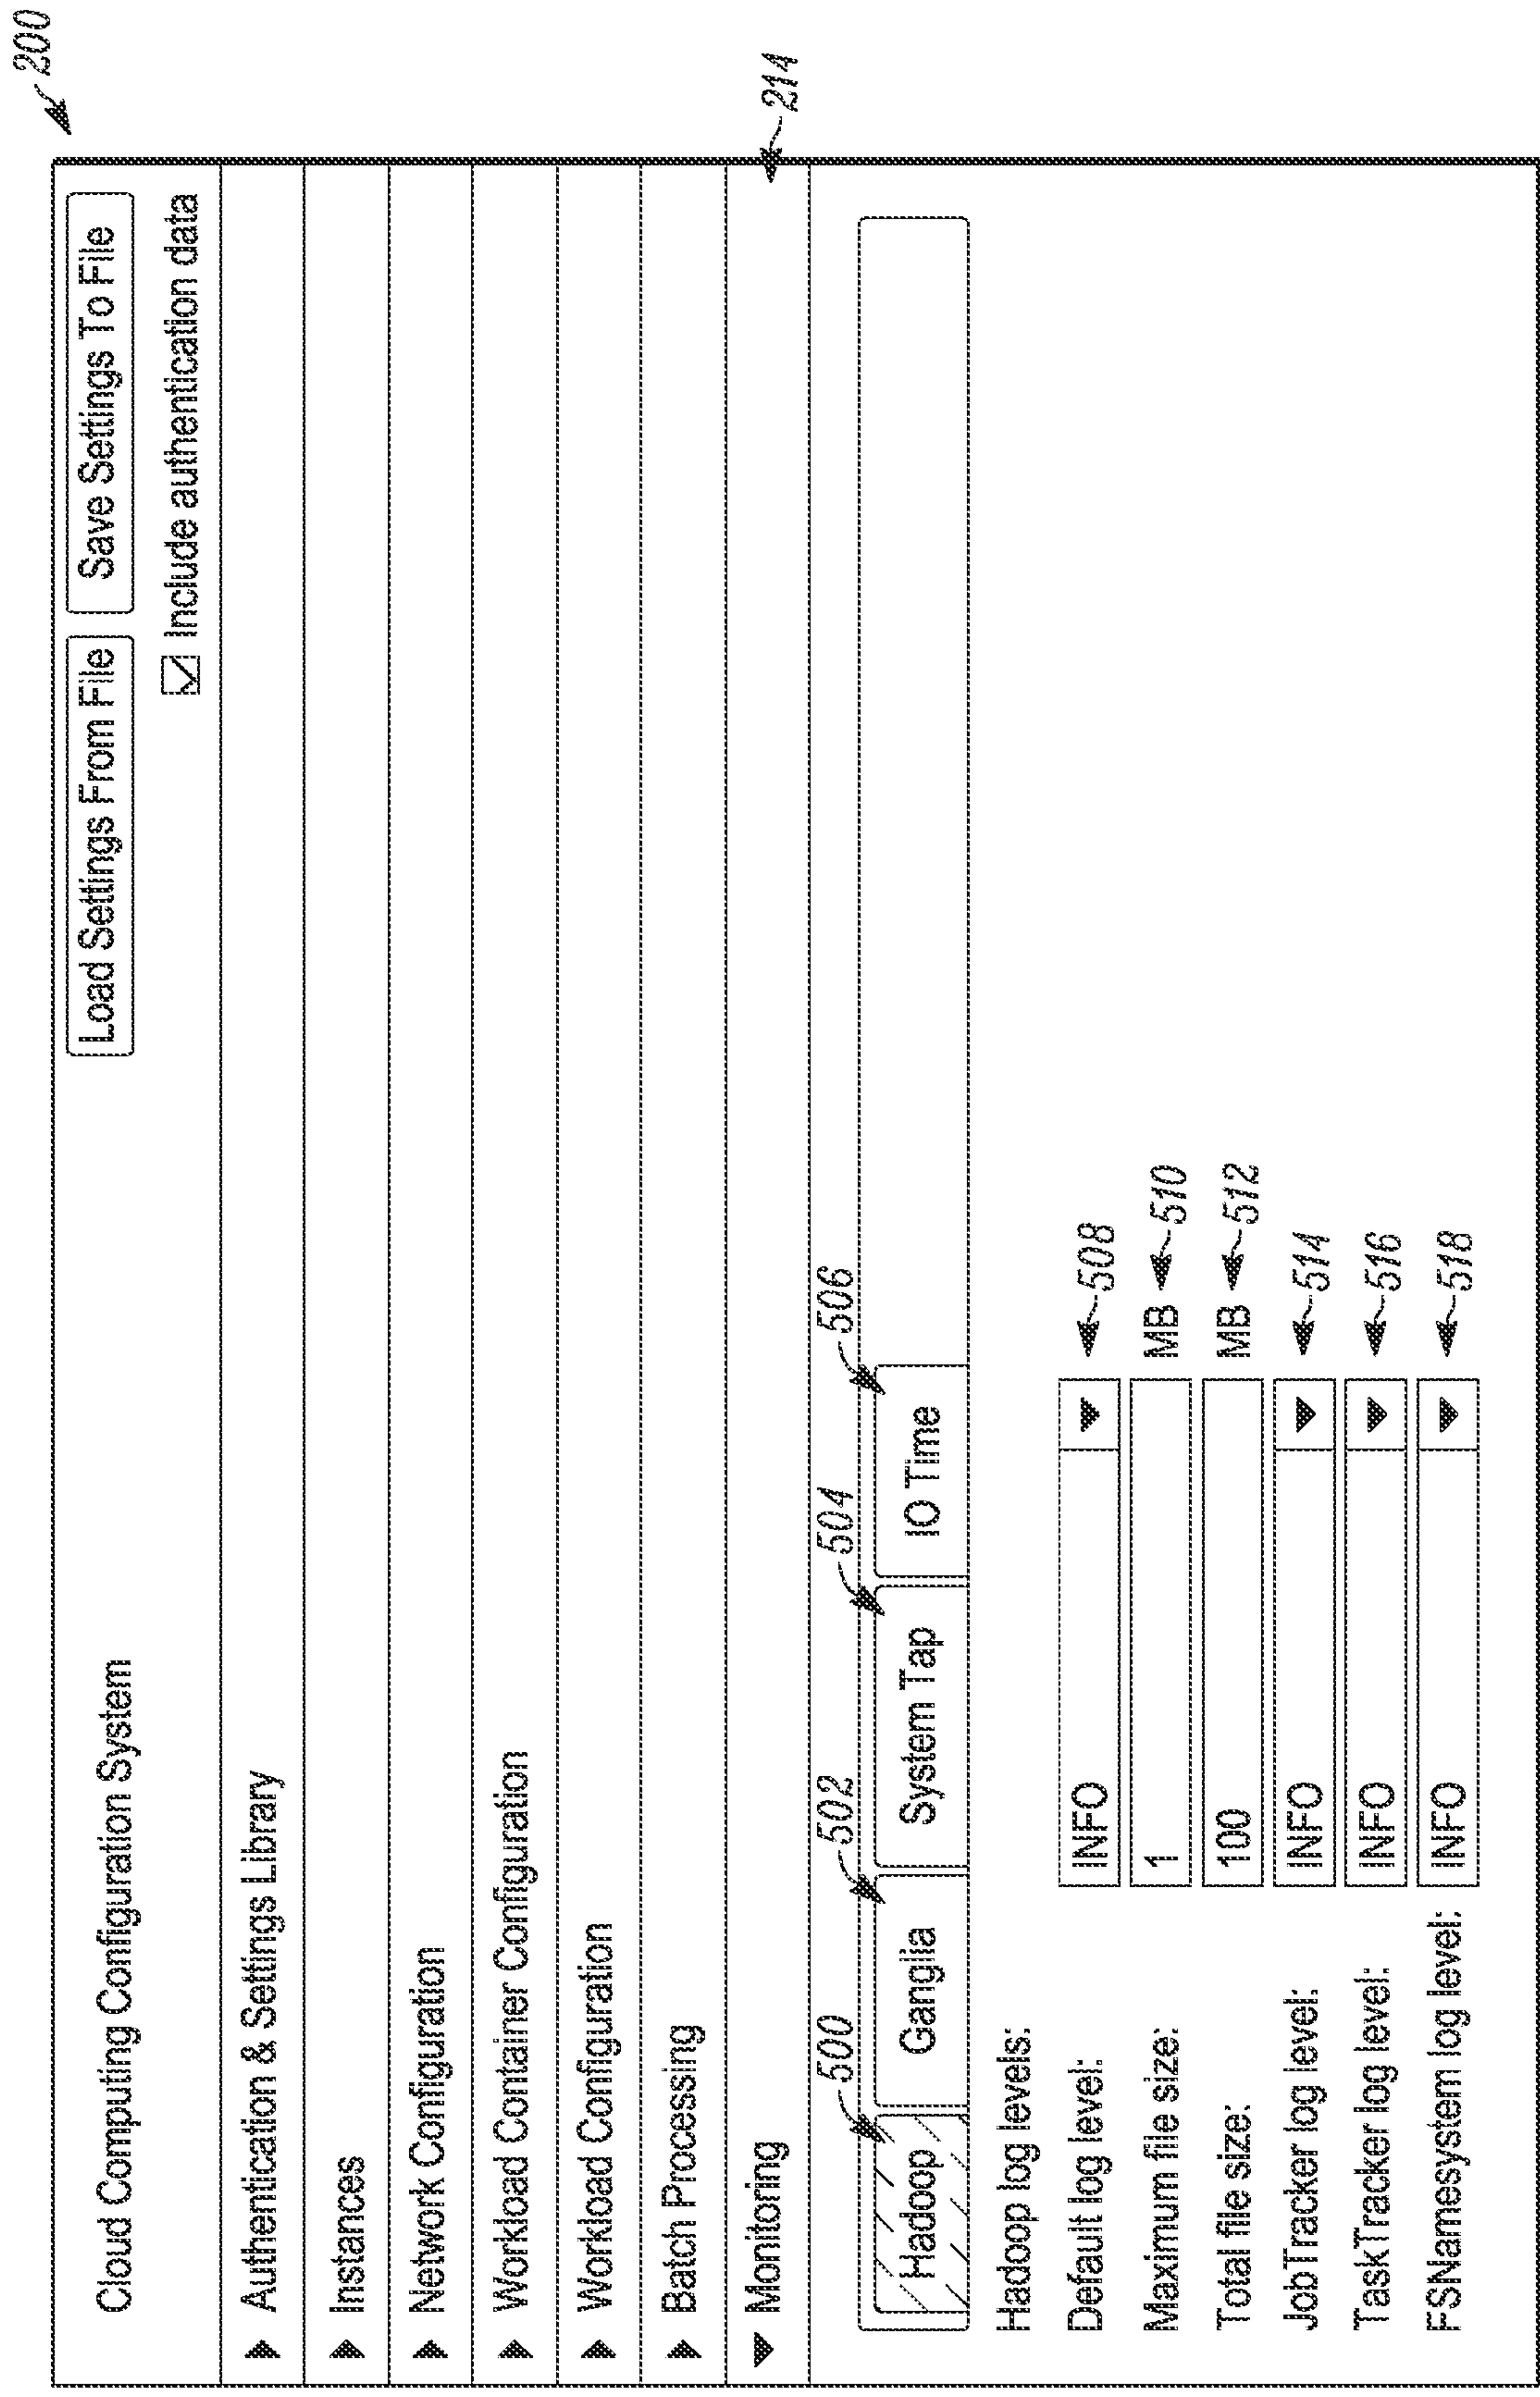 200
Cloud Computing Configuration System
Load Settings From File
Save Settings To File
Include authentication data
Authentication & Settings Library
Instances
Network Configuration
Workload Container Configuration
Workload Configuration
Batch Processing
Monitoring
214
500
502
504
506
Hadoop
Ganglia
System Tap
IO Time
Hadoop log levels:
Default log level: INFO 508
Maximum file size: 1 MB 510
Total file size: 100 MB 512
JobTracker log level: INFO 514
TaskTracker log level: INFO 516
FSNamesystem log level: INFO 518